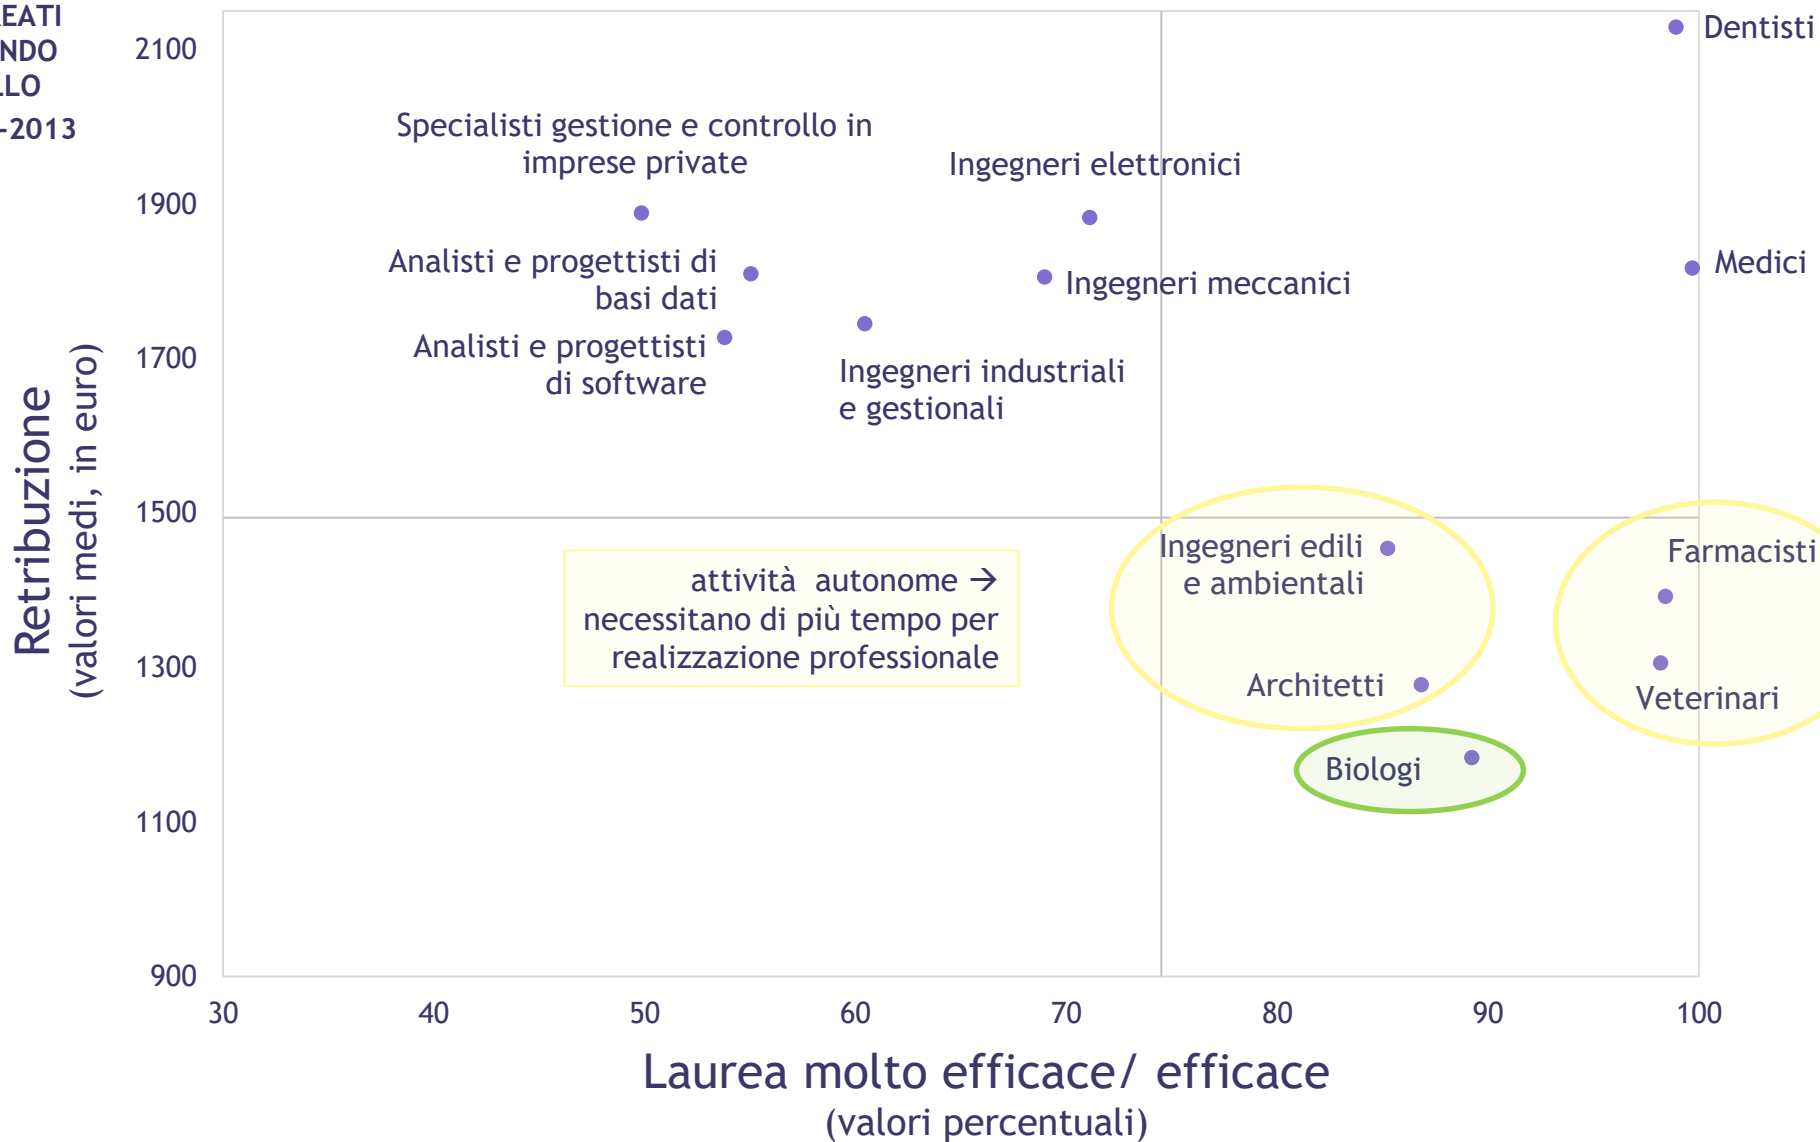 -2013
2100
1900
1700
1500
1300
1100
900
Retribuzione
(valori medi, in euro)
Specialisti gestione e controllo in
imprese private
Ingegneri elettronici
Dentisti
Analisti e progettisti di
basi dati
Ingegneri meccanici
Medici
Analisti e progettisti
di software
Ingegneri industriali
e gestionali
attività autonome →
necessitano di più tempo per
realizzazione professionale
Ingegneri edili
e ambientali
Farmacisti
Architetti
Veterinari
Biologi
30 40 50 60 70 80 90 100
Laurea molto efficace/ efficace
(valori percentuali)